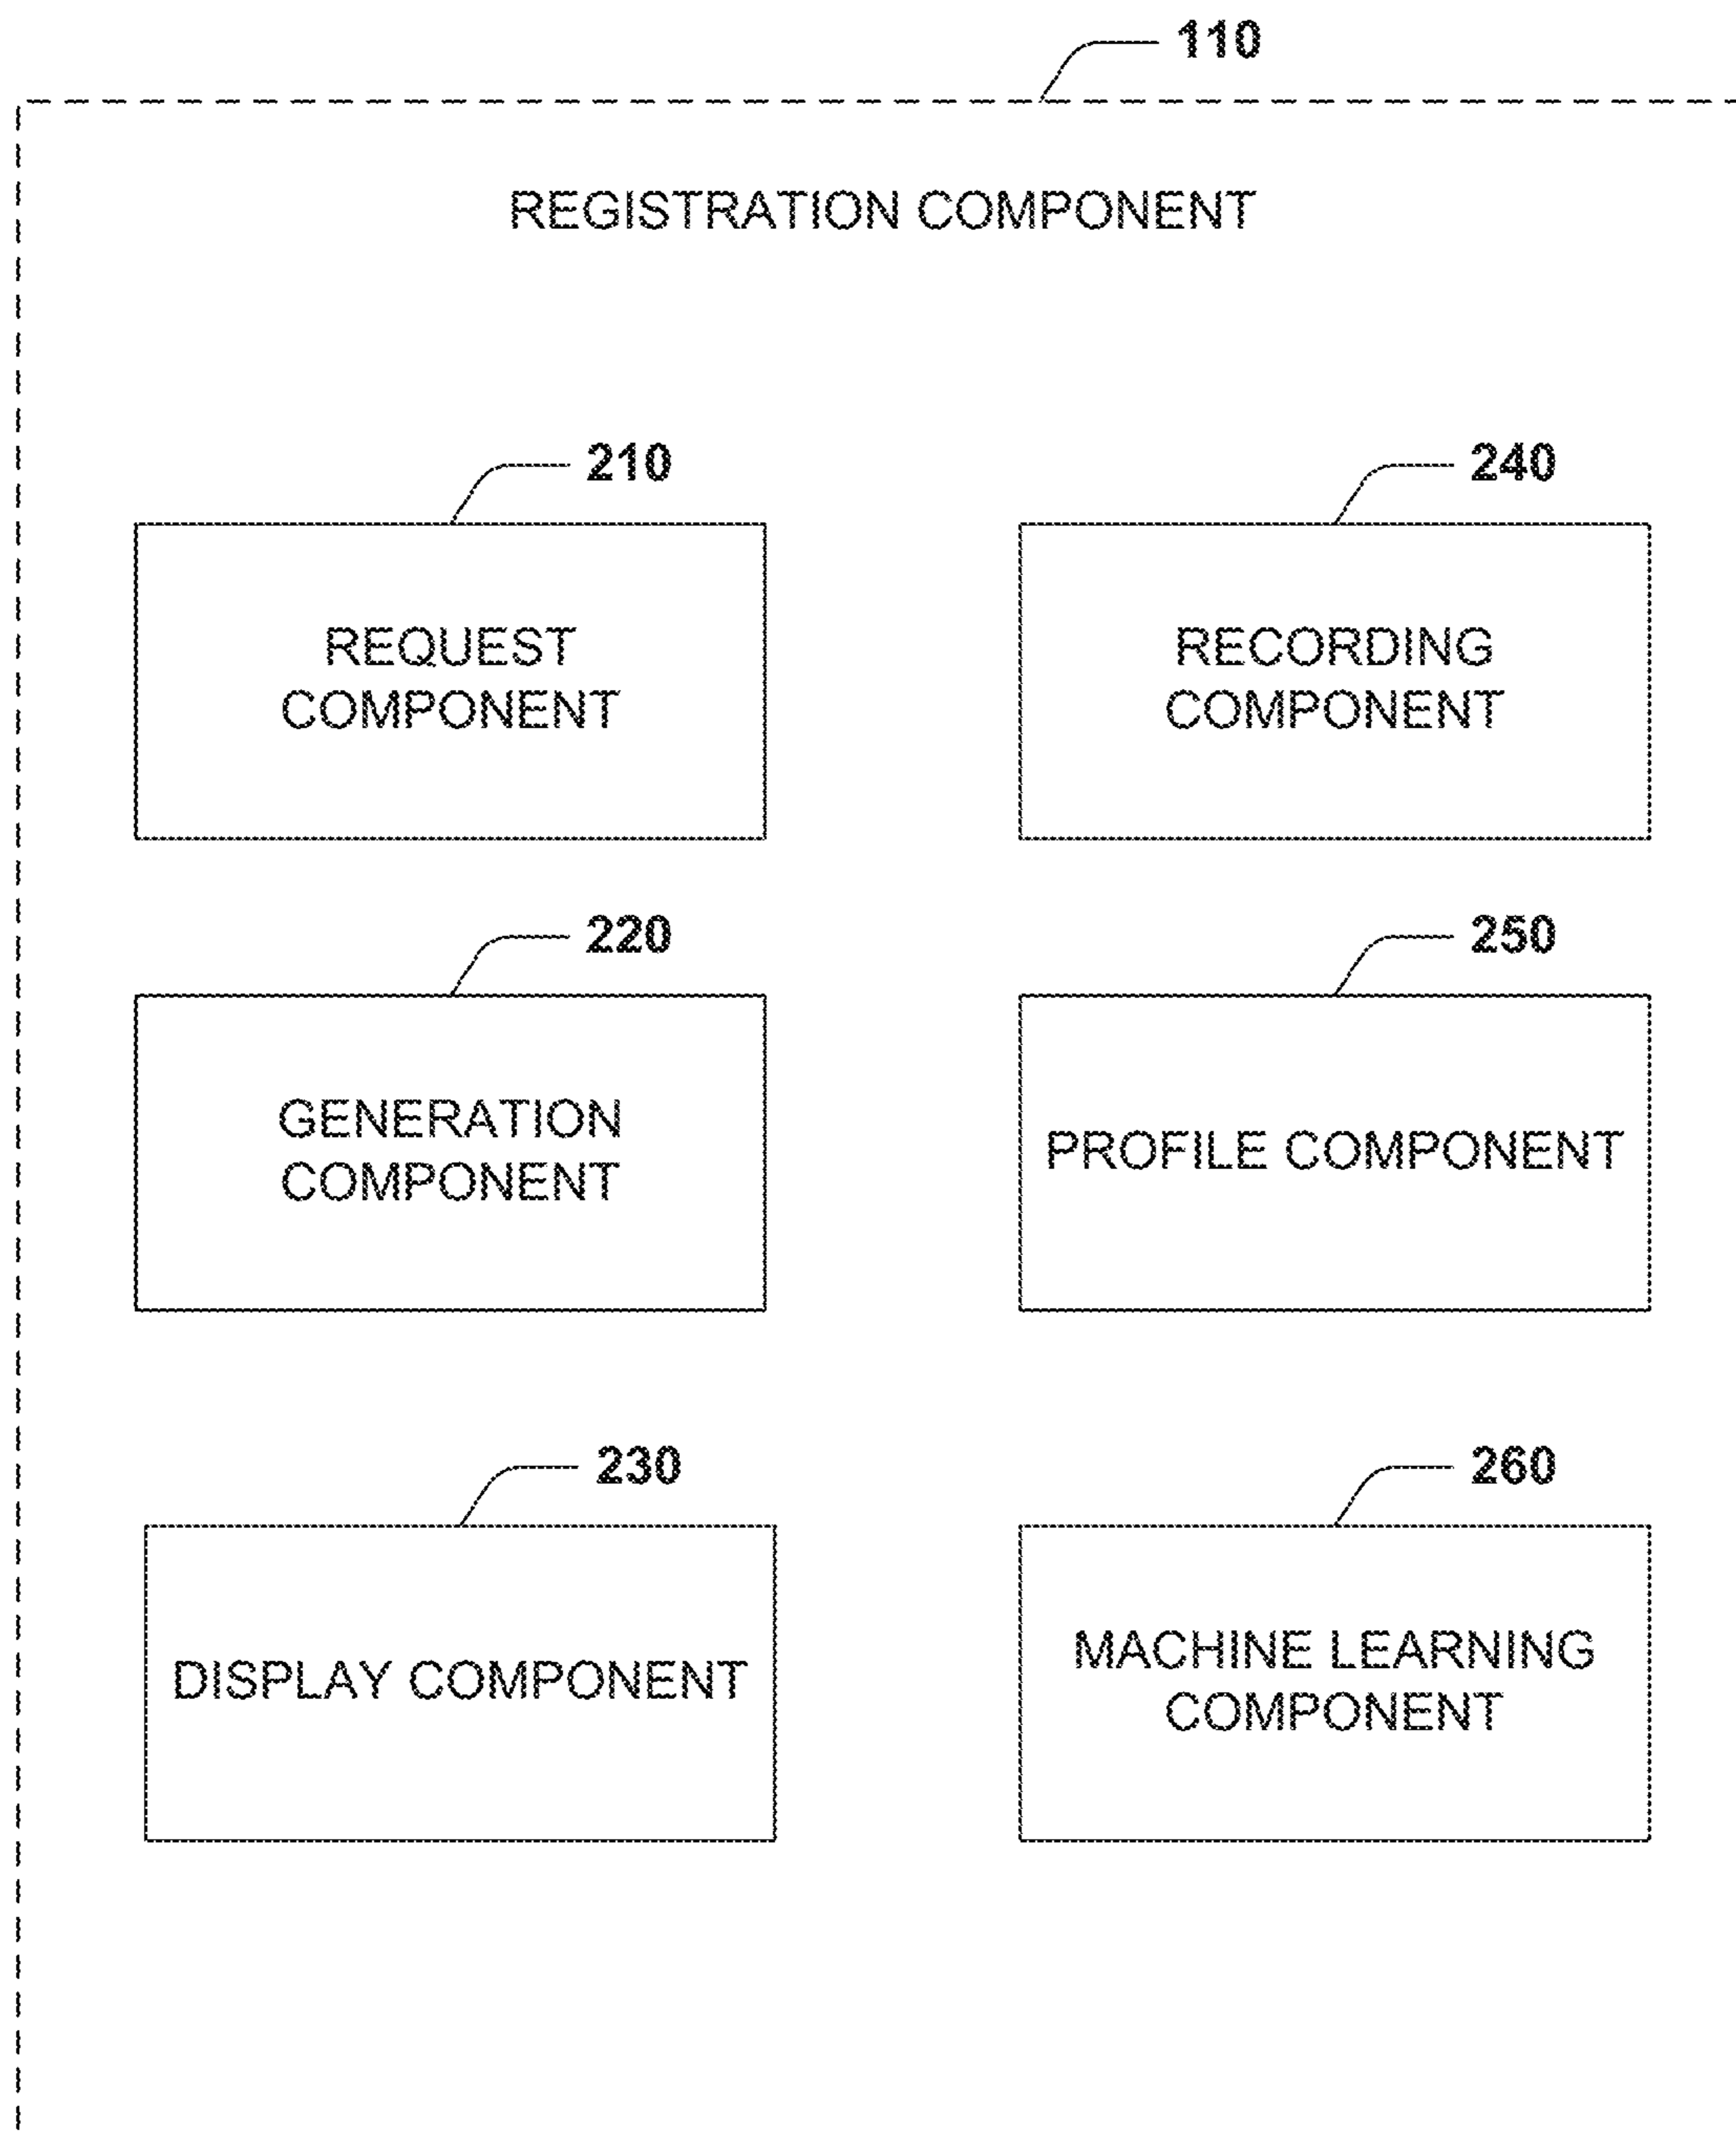 110
REGISTRATION COMPONENT
210
REQUEST
COMPONENT
240
RECORDING
COMPONENT
220
GENERATION
COMPONENT
250
PROFILE COMPONENT
230
DISPLAY COMPONENT
260
MACHINE LEARNING
COMPONENT